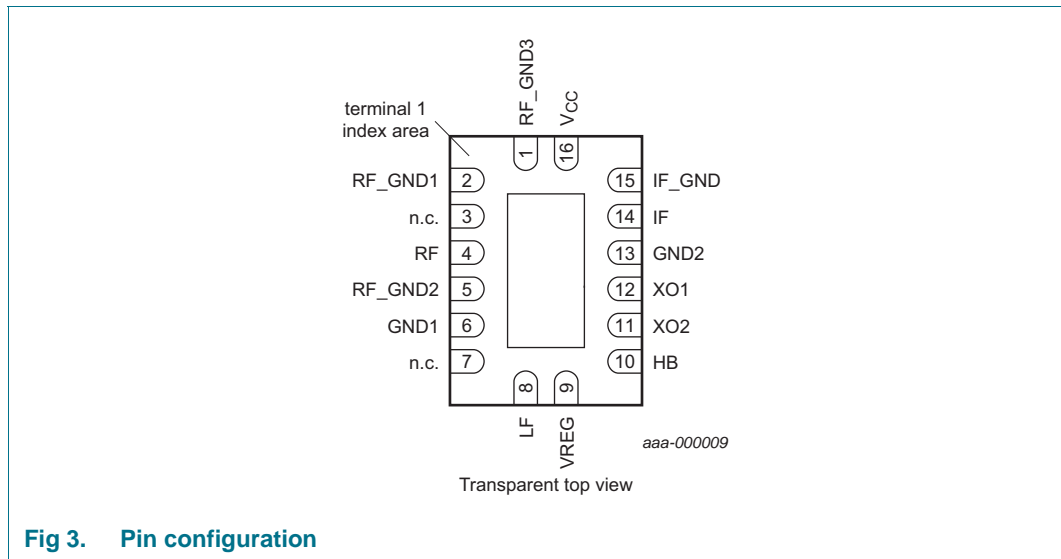 RF_GND3
VCC
terminal 1
index area
1
16
RF_GND1 2
15 IF_GND
n.c. 3
14 IF
RF 4
13 GND2
RF_GND2 5
12 XO1
GND1 6
11 XO2
n.c. 7
10 HB
8
9
LF
VREG
aaa-000009
Transparent top view
Fig 3. Pin configuration